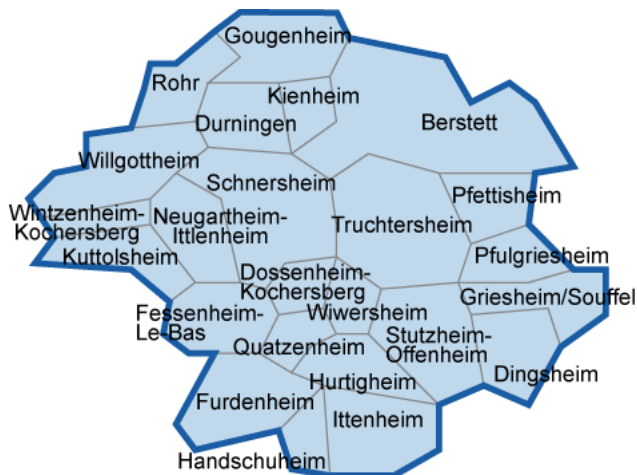 Gougenheim
Rohr
Kienheim
Durningen
Berstett
Willgottheim
Schnersheim
Pfettisheim
Wintzenheim-
Kochersberg
Neugartheim-
Ittlenheim
Truchtersheim
Kuttolsheim
Pfulgriesheim
Dossenheim-
Kochersberg
Griesheim/Souffel
Fessenheim-
Le-Bas
Wiwersheim
Stutzheim-
Offenheim
Quatzenheim
Dingsheim
Hurtigheim
Furdenheim
Ittenheim
Handschuheim